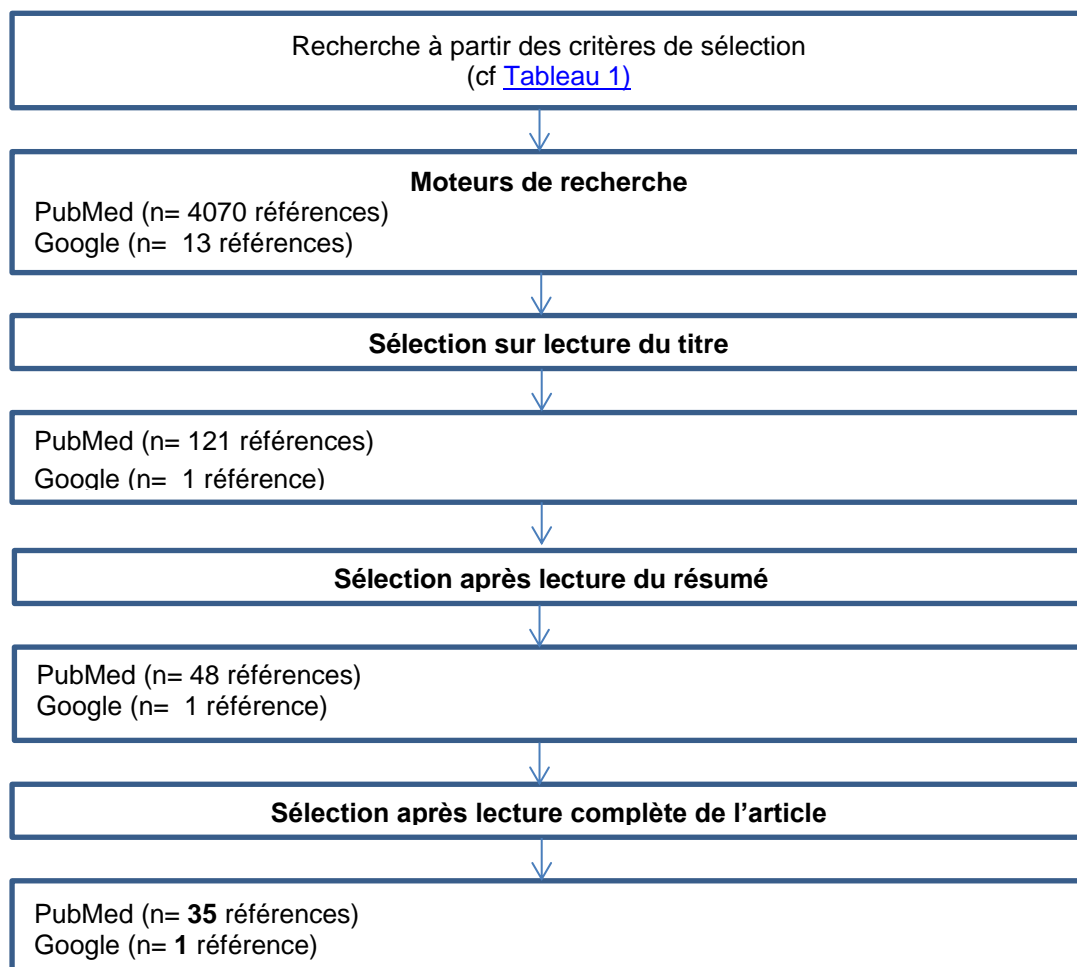 Recherche à partir des critères de sélection
(cf Tableau 1)
Moteurs de recherche
PubMed (n= 4070 références)
Google (n=  13 références)
Sélection sur lecture du titre
PubMed (n= 121 références)
Google (n=  1 référence)
Sélection après lecture du résumé
PubMed (n= 48 références)
Google (n=  1 référence)
Sélection après lecture complète de l'article
PubMed (n= 35 références)
Google (n= 1 référence)